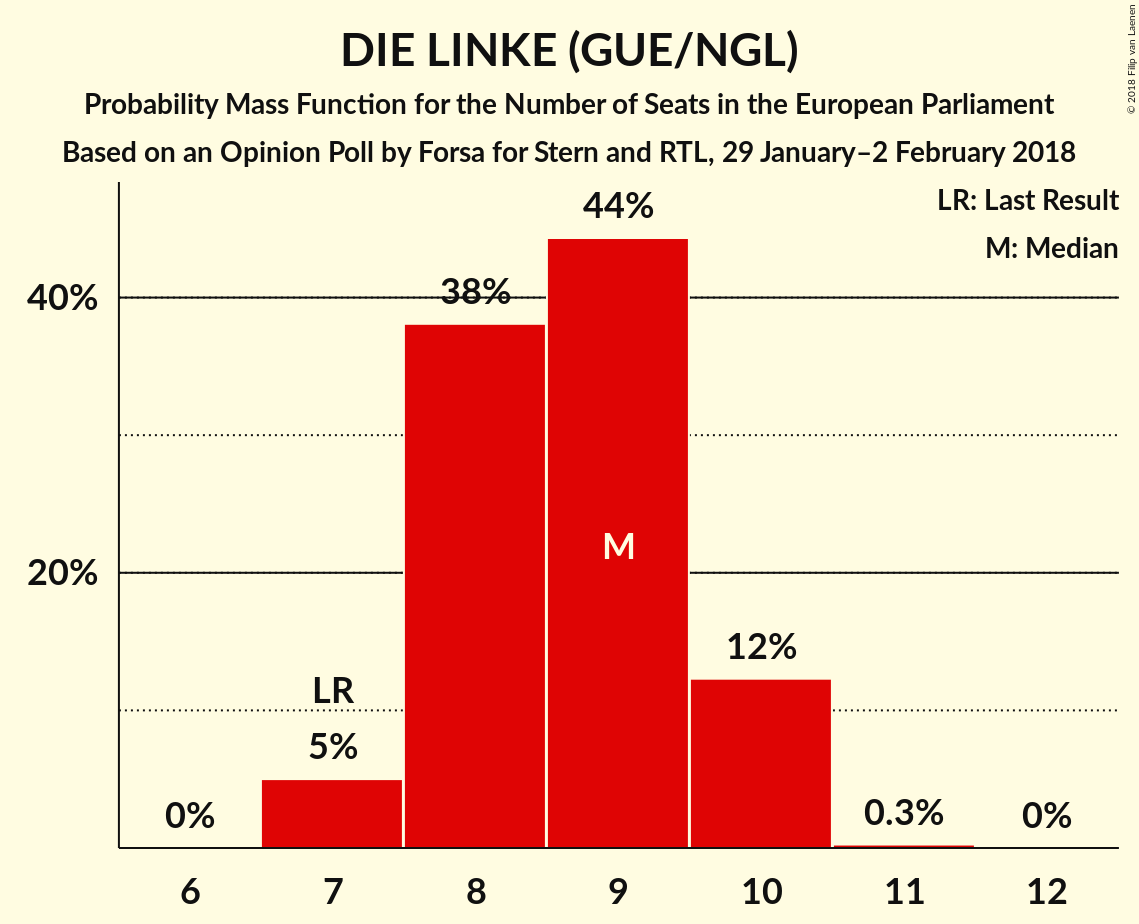 DIE LINKE (GUE/NGL)
Probability Mass Function for the Number of Seats in the European Parliament
Based on an Opinion Poll by Forsa for Stern and RTL, 29 January–2 February 2018
© 2018 Filip van Laenen
LR: Last Result
M: Median
44%
38%
40%
M
20%
12%
LR
5%
0%
0.3%
0%
6 7 8 9 10 11 12